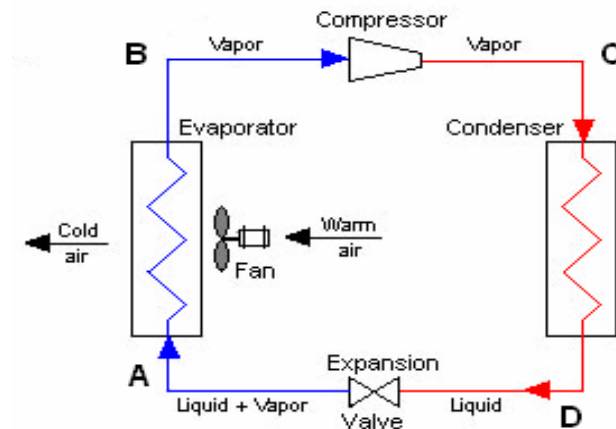 Compressor
B
Vapor
Vapor
C
Evaporator
Condenser
Cold
air
Warm
air
Fan
A
Expansion
Liquid + Vapor
Valve
Liquid
D